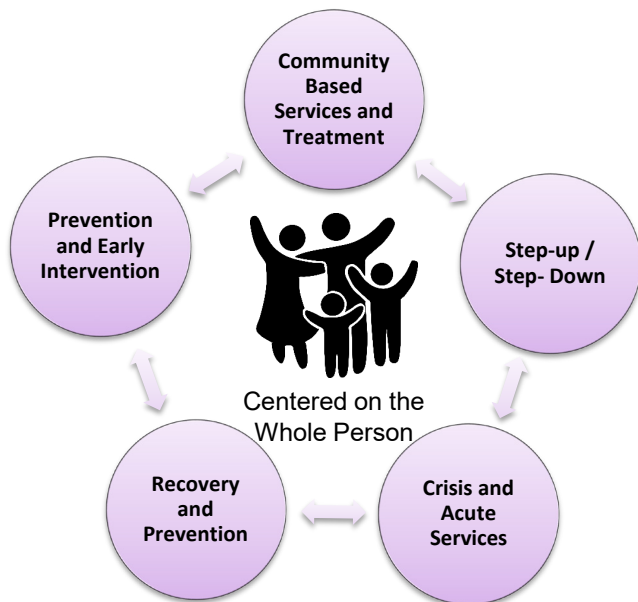 Community
Based
Services and
Treatment
Prevention
and Early
Intervention
Step-up /
Step- Down
Centered on the
Whole Person
Recovery
and
Prevention
Crisis and
Acute
Services